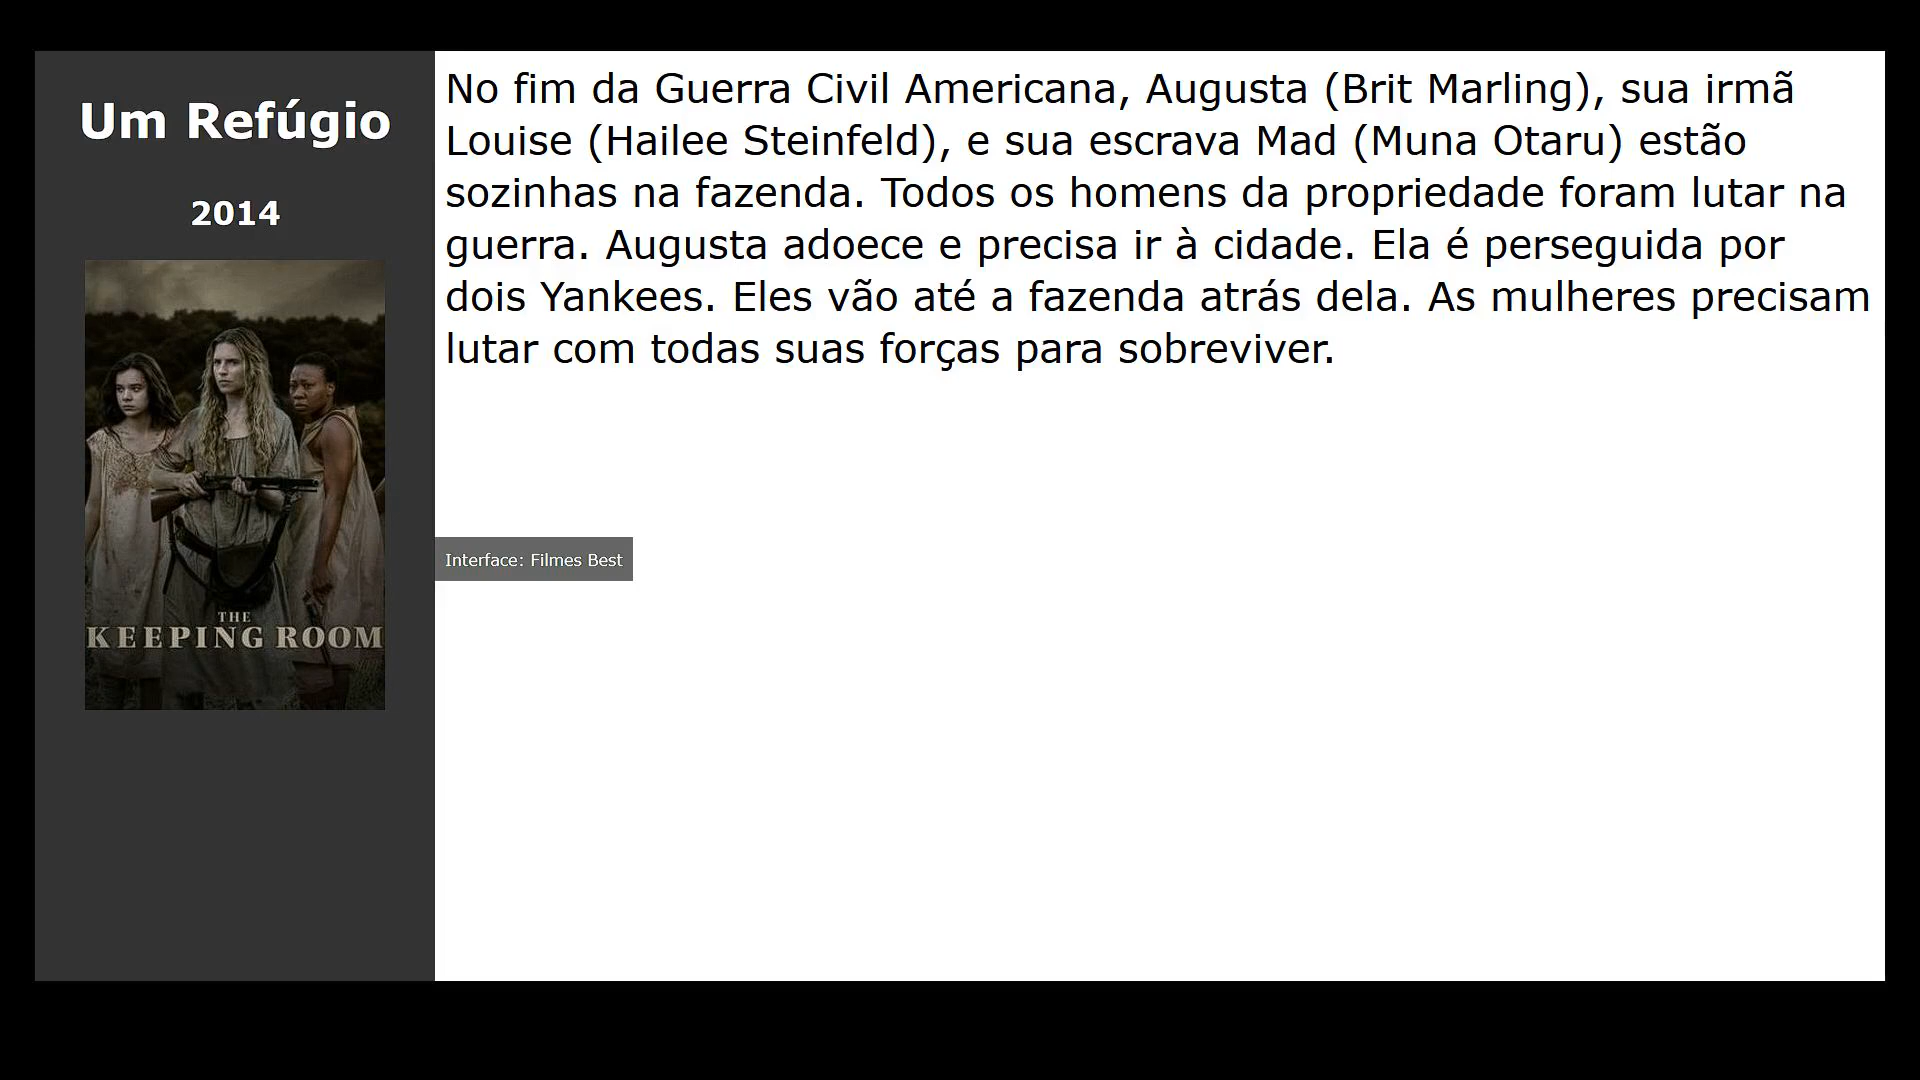 Um Refúgio
2014
THE
KEEPING ROOM
No fim da Guerra Civil Americana, Augusta (Brit Marling), sua irmã
Louise (Hailee Steinfeld), e sua escrava Mad (Muna Otaru) estão
sozinhas na fazenda. Todos os homens da propriedade foram lutar na
guerra. Augusta adoece e precisa ir à cidade. Ela é perseguida por
dois Yankees. Eles vão até a fazenda atrás dela. As mulheres precisam
lutar com todas suas forças para sobreviver.
Interface: Filmes Best